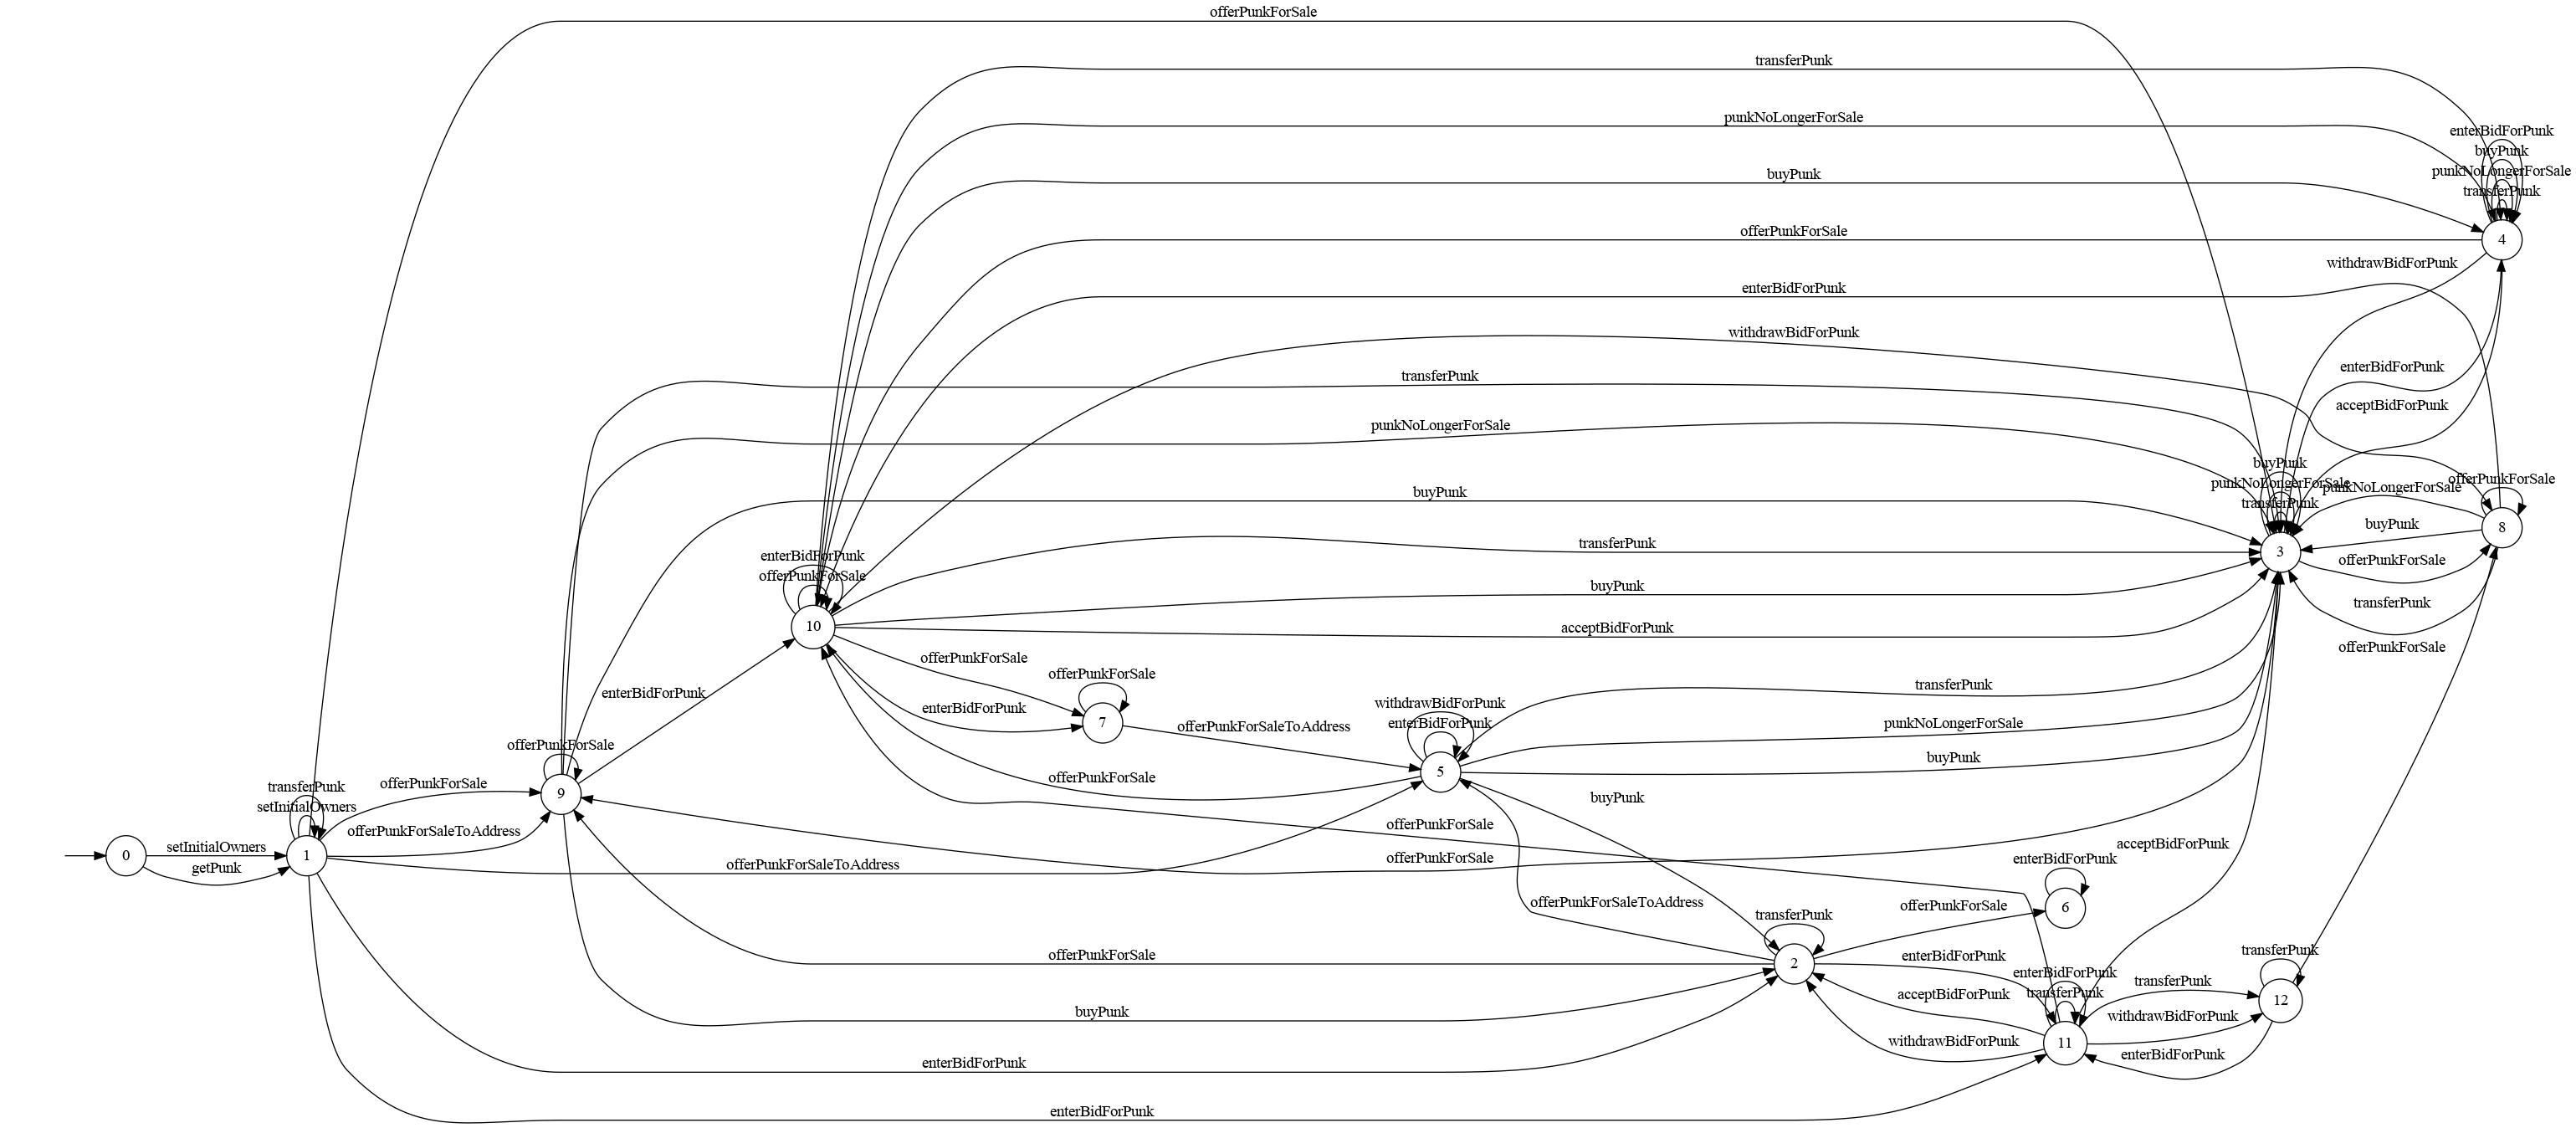 offerPunkForSale
transferPunk
punkNoLongerForSale
buyPunk
offerPunkForSale
enterBidForPunk
enterBidForPunk
buyPunk
punkNoLongerForSale
transferPunk
4
withdrawBidForPunk
withdrawBidForPunk
enterBidForPunk
acceptBidForPunk
transferPunk
punkNoLongerForSale
buyPunk
buyPunk
punkNoLongerForSale
transferPunk
3
punkNoLongerForSale
offerPunkForSale
8
buyPunk
offerPunkForSale
transferPunk
offerPunkForSale
transferPunk
buyPunk
acceptBidForPunk
enterBidForPunk
offerPunkForSale
10
offerPunkForSale
enterBidForPunk
offerPunkForSale
7
offerPunkForSaleToAddress
enterBidForPunk
withdrawBidForPunk
enterBidForPunk
5
transferPunk
punkNoLongerForSale
buyPunk
buyPunk
offerPunkForSale
offerPunkForSale
offerPunkForSale
offerPunkForSale
9
transferPunk
setInitialOwners
offerPunkForSale
offerPunkForSaleToAddress
0
setInitialOwners
getPunk
1
offerPunkForSaleToAddress
acceptBidForPunk
enterBidForPunk
6
offerPunkForSale
offerPunkForSaleToAddress
transferPunk
2
offerPunkForSale
enterBidForPunk
enterBidForPunk
transferPunk
11
acceptBidForPunk
withdrawBidForPunk
transferPunk
12
transferPunk
withdrawBidForPunk
enterBidForPunk
buyPunk
enterBidForPunk
enterBidForPunk